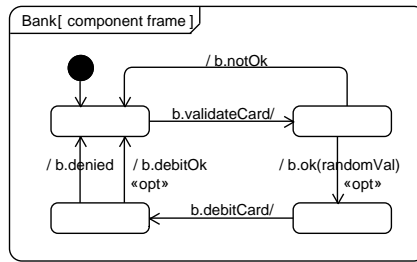 Bank[ component frame ]
/ b.notOk
b.validateCard/
/ b.denied
/ b.debitOk
«opt»
/ b.ok(randomVal)
«opt»
b.debitCard/